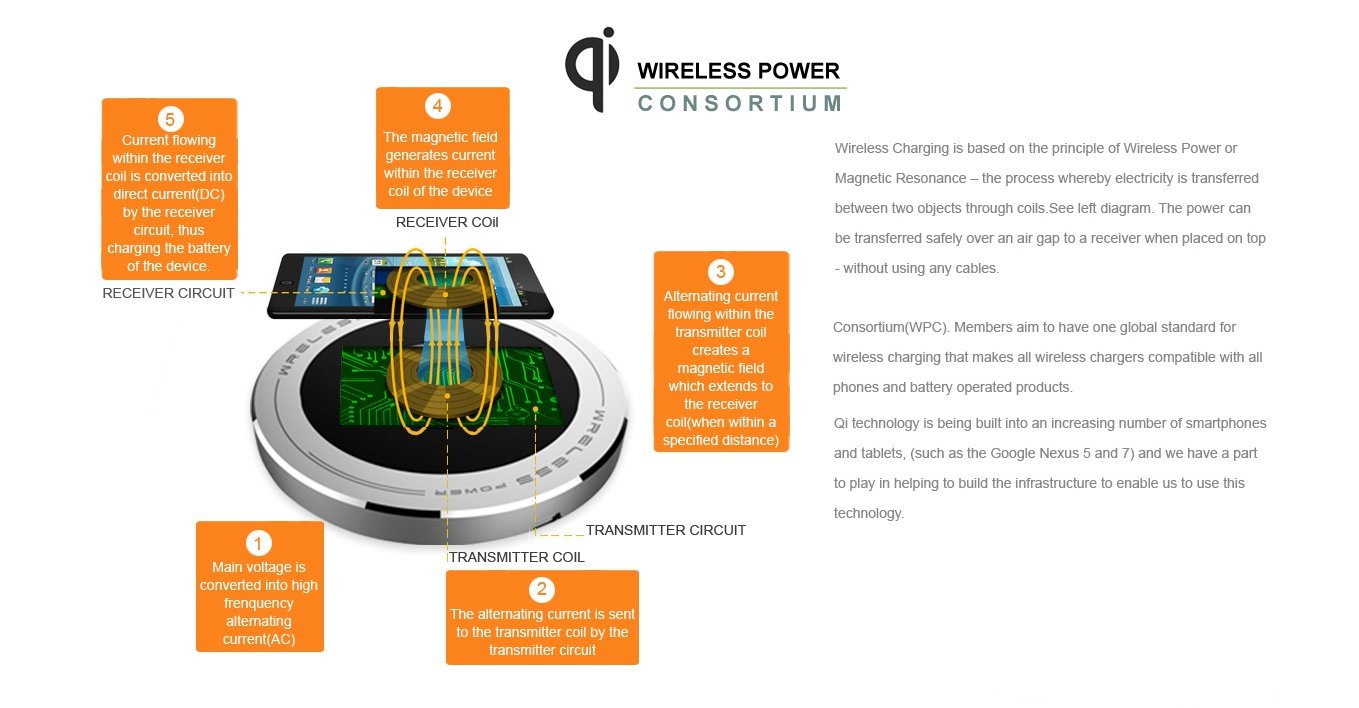 qi
WIRELESS POWER
CONSORTIUM
5
Current flowing
within the receiver
coil is converted into
direct current(DC)
by the receiver
circuit, thus
charging the battery
of the device.
RECEIVER CIRCUIT
4
The magnetic field
generates current
within the receiver
coil of the device
RECEIVER COil
3
Alternating current
flowing within the
transmitter coil
creates a
magnetic field
which extends to
the receiver
coil(when within a
specified distance)
WRELESS
WRELESS POWER
TRANSMITTER CIRCUIT
TRANSMITTER COIL
1
Main voltage is
converted into high
frenquency
alternating
current(AC)
2
The alternating current is sent
to the transmitter coil by the
transmitter circuit
Wireless Charging is based on the principle of Wireless Power or
Magnetic Resonance – the process whereby electricity is transferred
between two objects through coils.See left diagram. The power can
be transferred safely over an air gap to a receiver when placed on top
- without using any cables.
Consortium(WPC). Members aim to have one global standard for
wireless charging that makes all wireless chargers compatible with all
phones and battery operated products.
Qi technology is being built into an increasing number of smartphones
and tablets, (such as the Google Nexus 5 and 7) and we have a part
to play in helping to build the infrastructure to enable us to use this
technology.